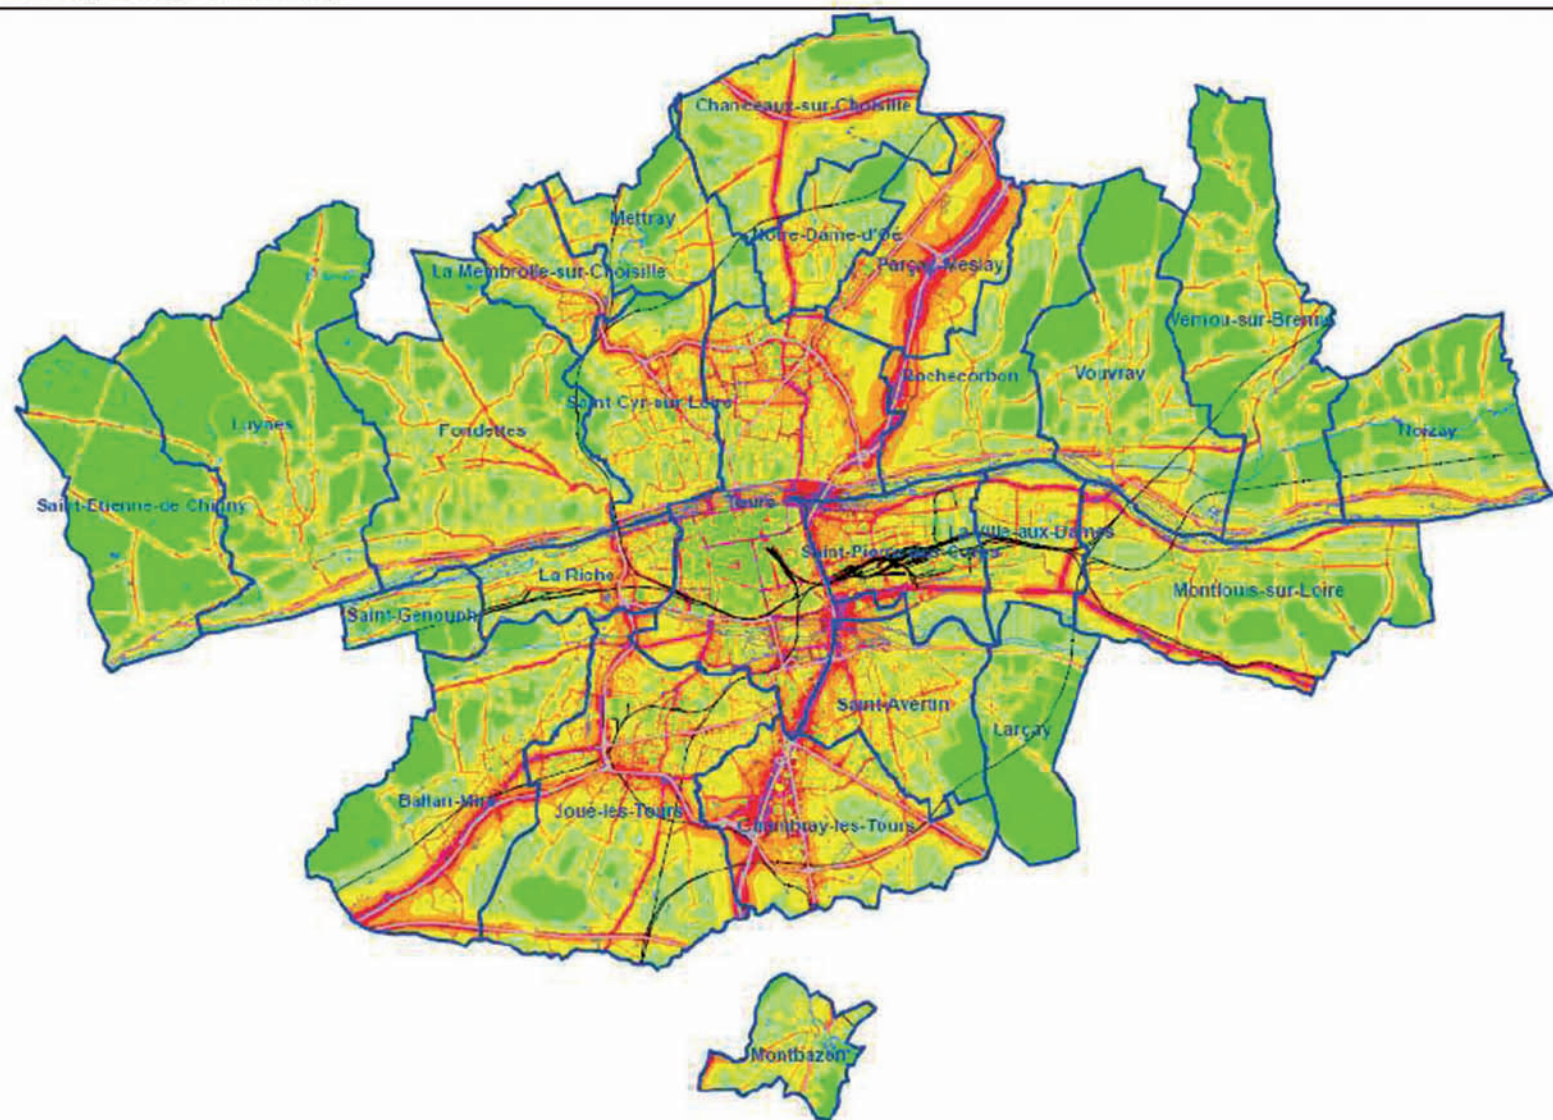 Chanceaux-sur-Choisille
Mettray
Notre-Dame-d'Oé
La Membrolle-sur-Choisille
Parçay-Meslay
Vernou-sur-Brenne
Rochecorbon
Vouvray
Saint-Cyr-sur-Loire
Luynes
Fondettes
Noizay
Saint-Etienne-de-Chigny
Tours
La Ville-aux-Dames
Saint-Pierre-des-Corps
La Riche
Montlouis-sur-Loire
Saint-Genouph
Saint-Avertin
Larçay
Ballan-Miré
Joué-les-Tours
Chambray-les-Tours
Montbazon